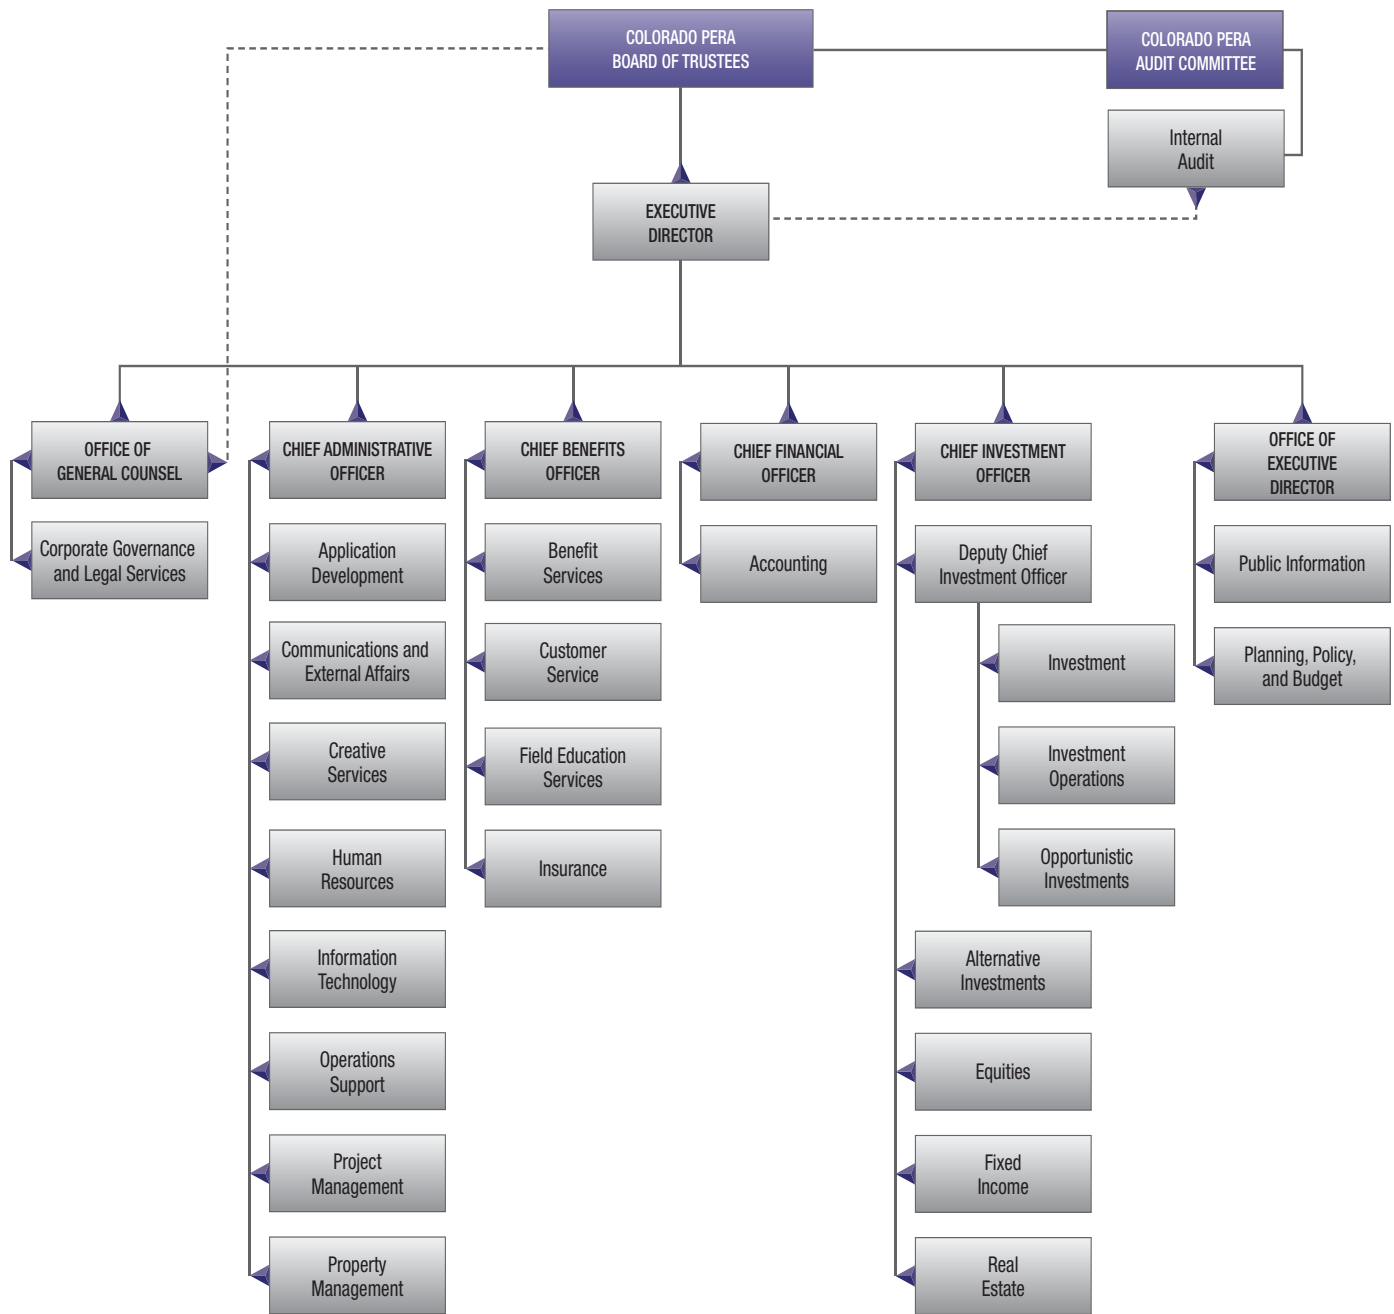 COLORADO PERA
BOARD OF TRUSTEES
COLORADO PERA
AUDIT COMMITTEE
Internal
Audit
EXECUTIVE
DIRECTOR
OFFICE OF
GENERAL COUNSEL
Corporate Governance
and Legal Services
CHIEF ADMINISTRATIVE
OFFICER
Application
Development
Communications and
External Affairs
Creative
Services
Human
Resources
Information
Technology
Operations
Support
Project
Management
Property
Management
CHIEF BENEFITS
OFFICER
Benefit
Services
Customer
Service
Field Education
Services
Insurance
CHIEF FINANCIAL
OFFICER
Accounting
CHIEF INVESTMENT
OFFICER
Deputy Chief
Investment Officer
Investment
Investment
Operations
Opportunistic
Investments
Alternative
Investments
Equities
Fixed
Income
Real
Estate
OFFICE OF
EXECUTIVE
DIRECTOR
Public Information
Planning, Policy,
and Budget